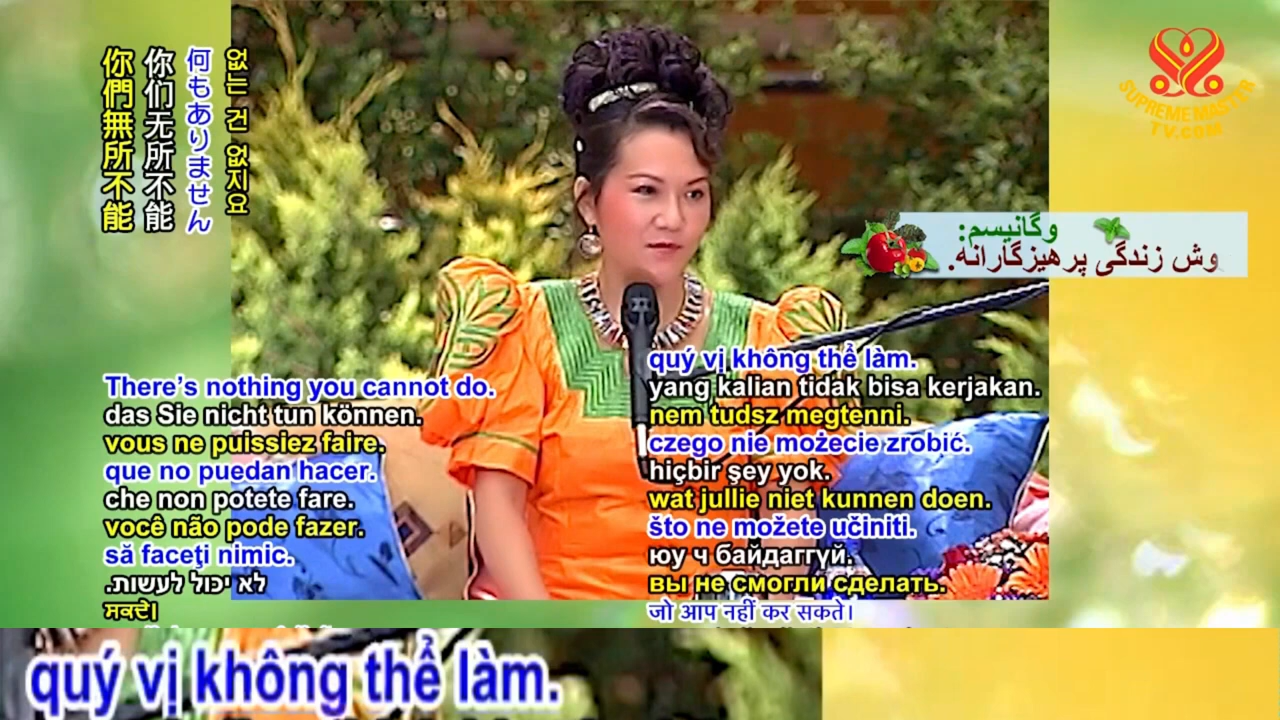 你們無所不能
你们无所不能
何もありません
없는 건 없지요
SUPREME MASTER
TV.COM
وگانیسم:
وش زندگی پرهیزگارانه.
There's nothing you cannot do.
das Sie nicht tun können.
vous ne puissiez faire.
que no puedan hacer.
che non potete fare.
você não pode fazer.
să faceţi nimic.
לא יכול לעשות.
ਸਕਦੇ।
quý vị không thể làm.
yang kalian tidak bisa kerjakan.
nem tudsz megtenni.
czego nie możecie zrobić.
hiçbir şey yok.
wat jullie niet kunnen doen.
što ne možete učiniti.
юу ч байдаггүй.
вы не смогли сделать.
जो आप नहीं कर सकते।
quý vị không thể làm.